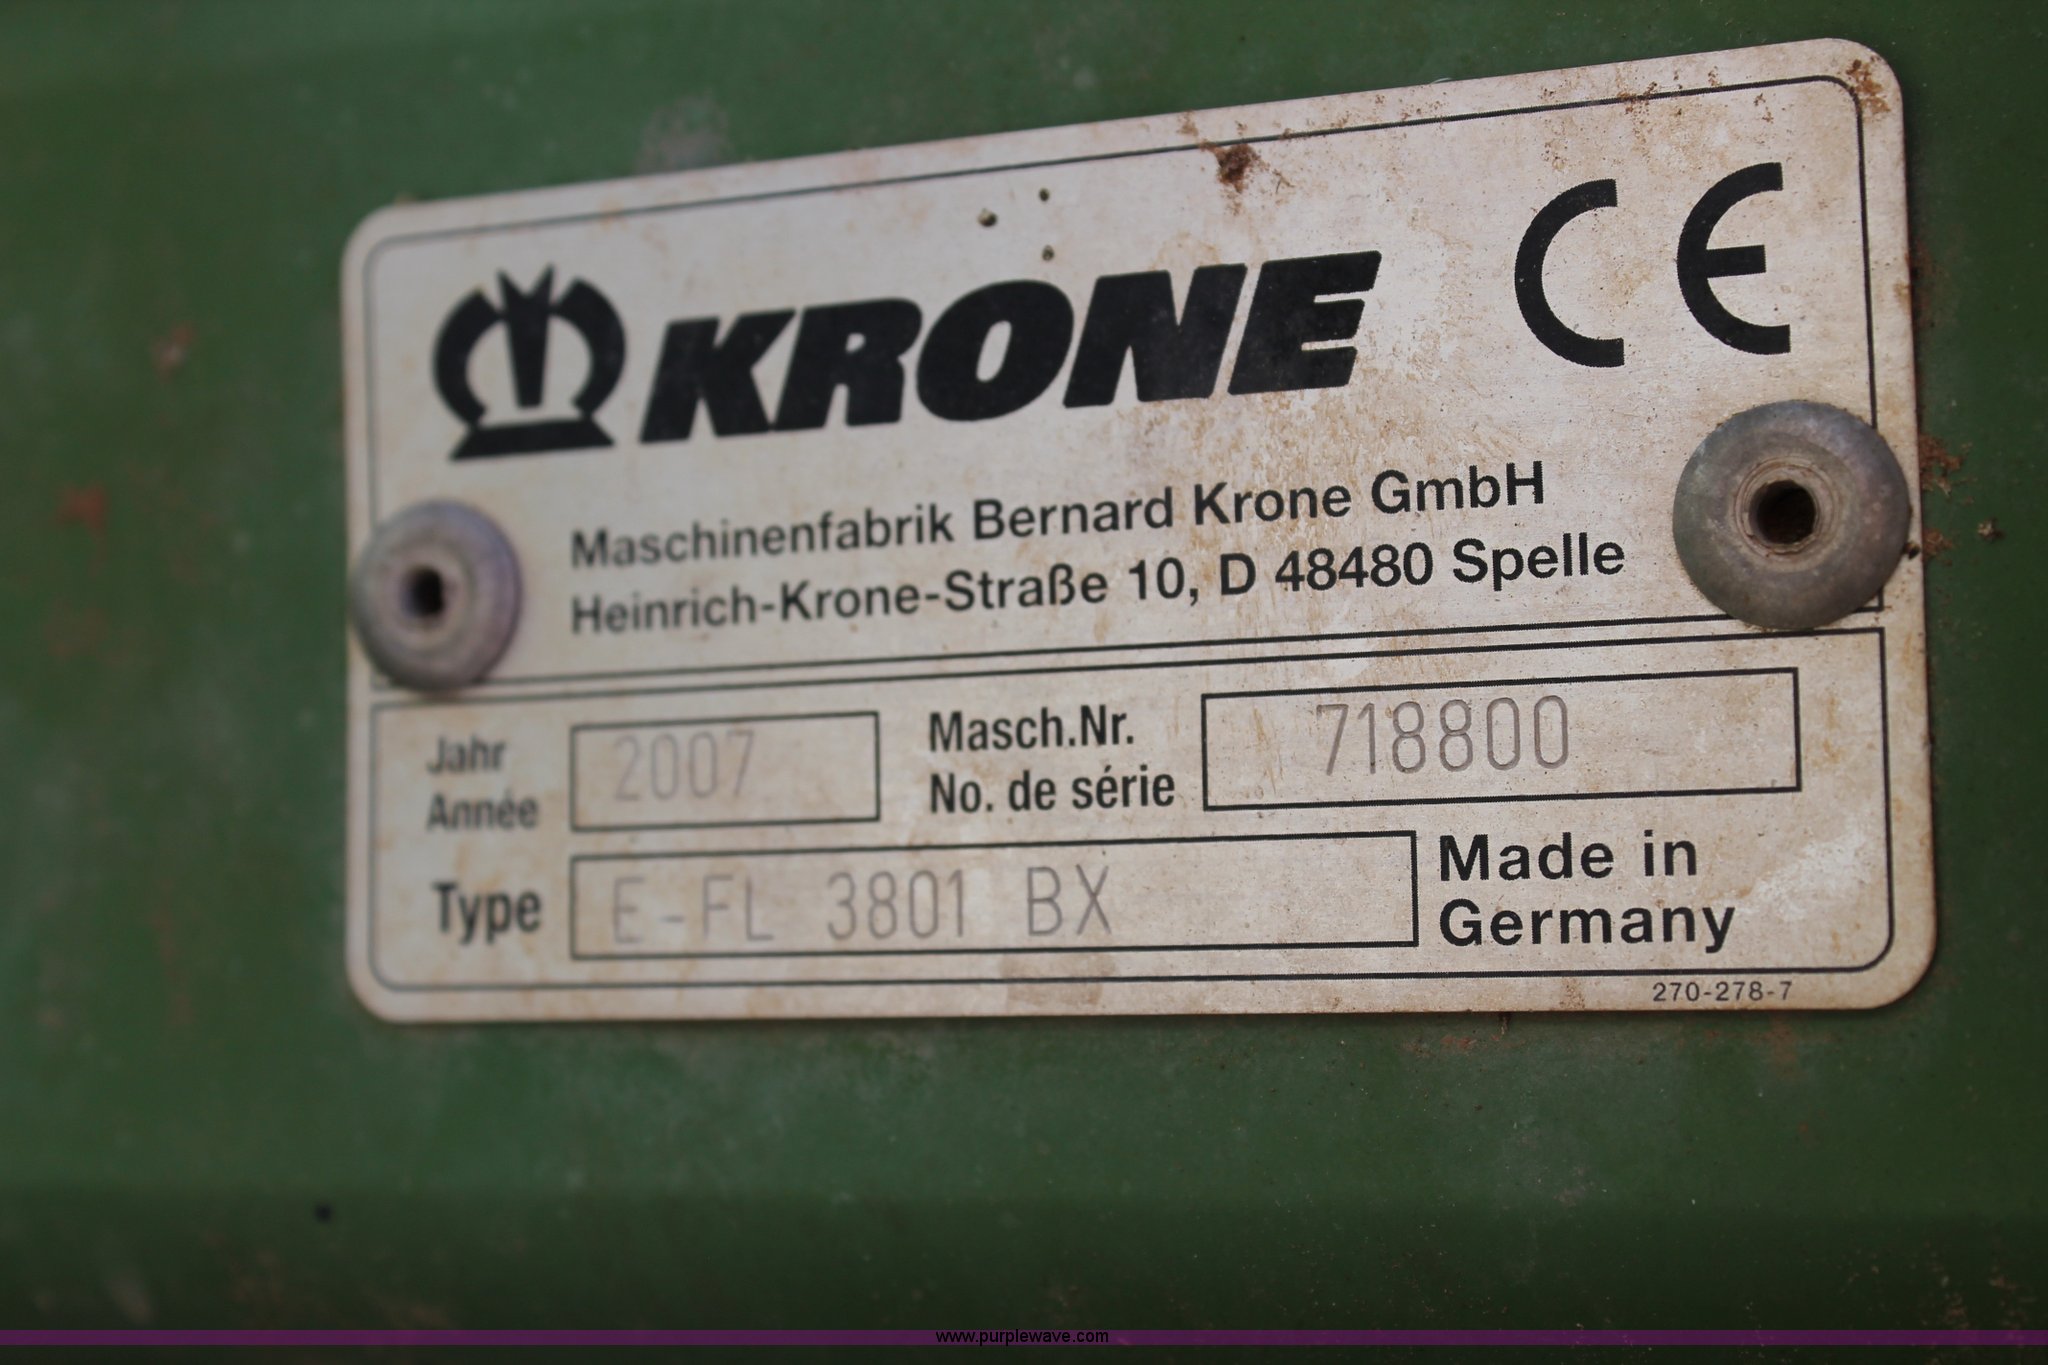 KRONE CE
Maschinenfabrik Bernard Krone GmbH
Heinrich-Krone-Straße 10, D 48480 Spelle
Jahr
Année
2007
Masch.Nr.
No. de série
718800
Type
E-FL 3801 BX
Made in
Germany
270-278-7
www.purplewave.com